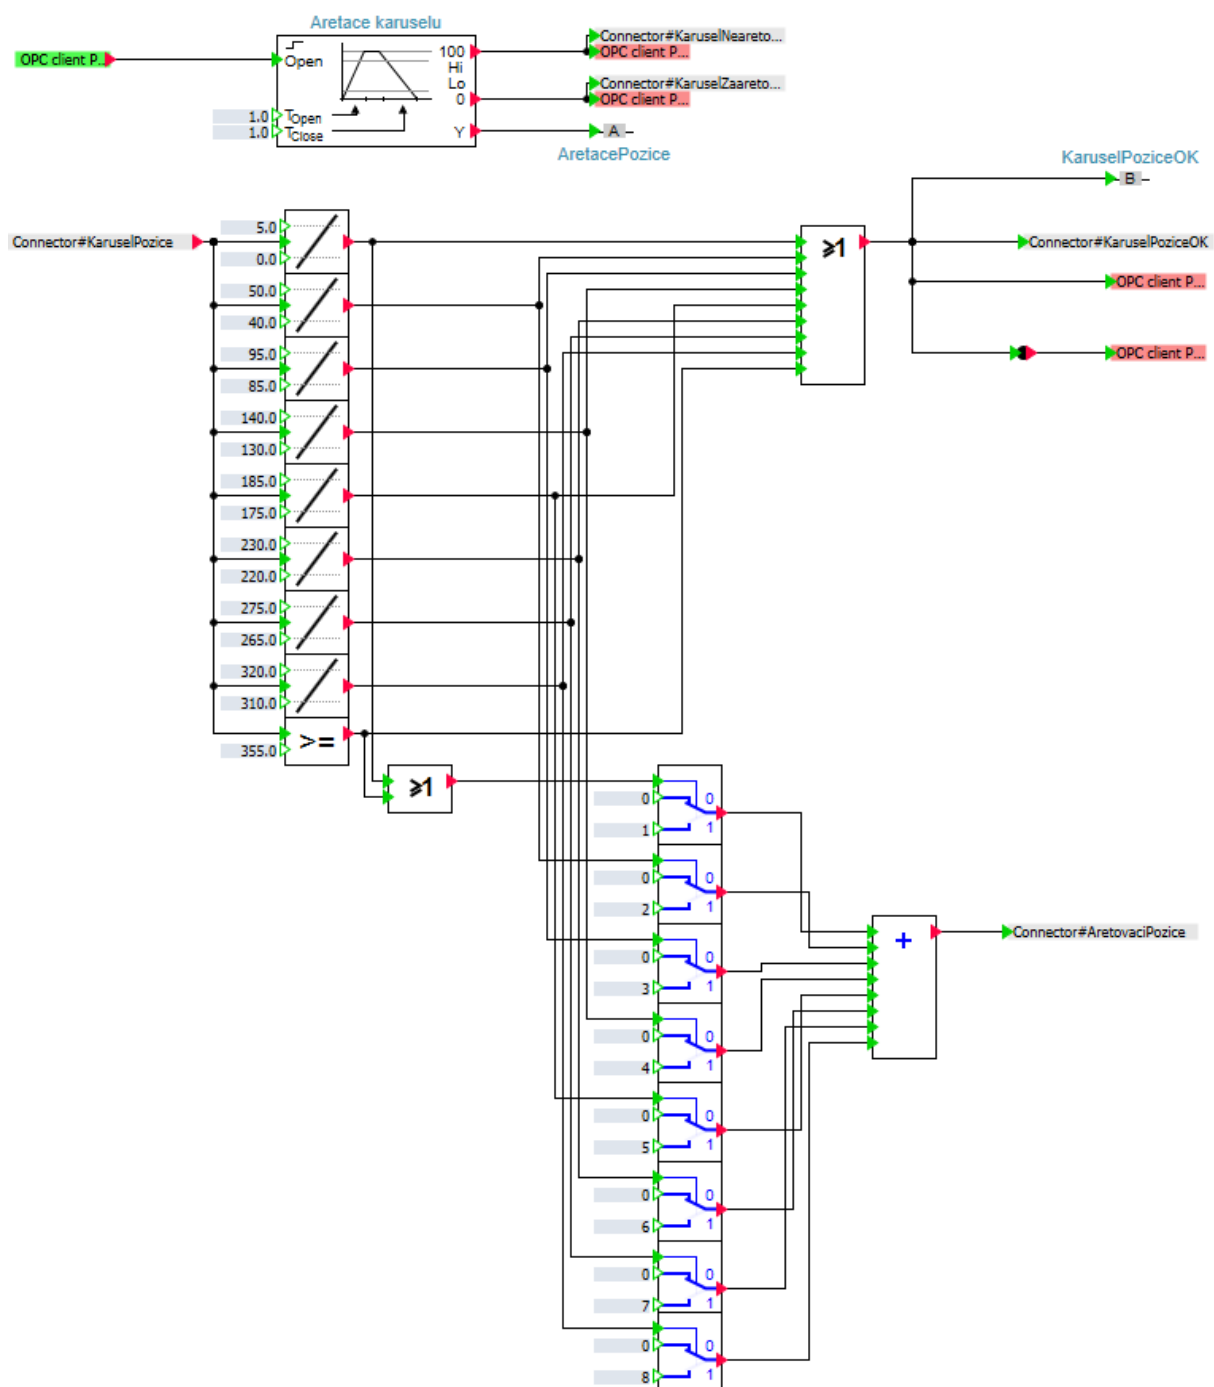 Aretace karuselu
OPC client P...
Open
100
Hi
Lo
0
Connector#KaruselNeareto...
OPC client P...
Connector#KaruselZaareto...
OPC client P...
1.0 TOpen
1.0 TClose
Y
A
AretacePozice
KaruselPoziceOK
B
Connector#KaruselPozice
5.0
0.0
≥1
Connector#KaruselPoziceOK
OPC client P...
OPC client P...
50.0
40.0
95.0
85.0
140.0
130.0
185.0
175.0
230.0
220.0
275.0
265.0
320.0
310.0
>=
355.0
≥1
0 0
1 1
0 0
2 1
0 0
3 1
0 0
4 1
0 0
5 1
0 0
6 1
0 0
7 1
0 0
8 1
+
Connector#AretovaciPozice